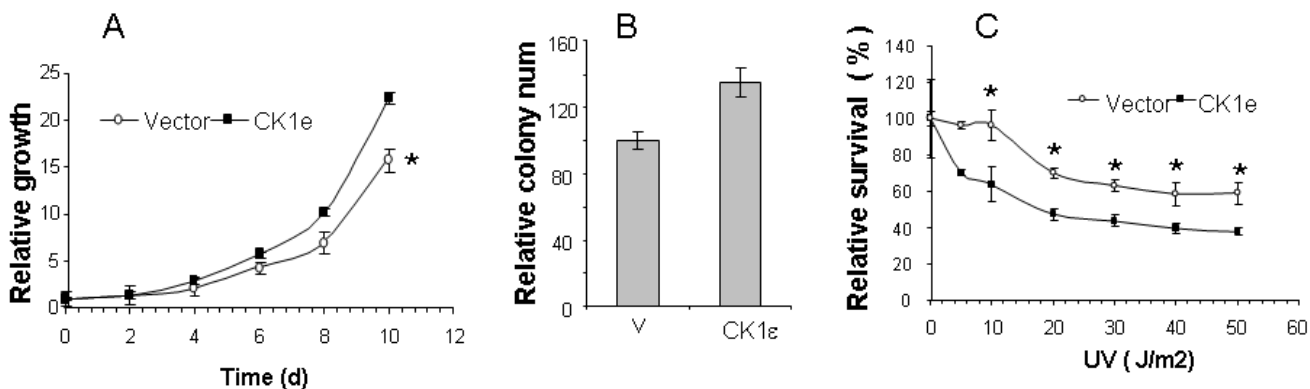 A
Relative growth
25
20
15
10
5
0
Vector
CK1e
*
0 2 4 6 8 10 12
Time (d)
B
Relative colony num
160
120
80
40
0
V CK1ε
C
Relative survival (%)
140
120
100
80
60
40
20
0
Vector
CK1e
* * * * *
0 10 20 30 40 50 60
UV ( J/m2)